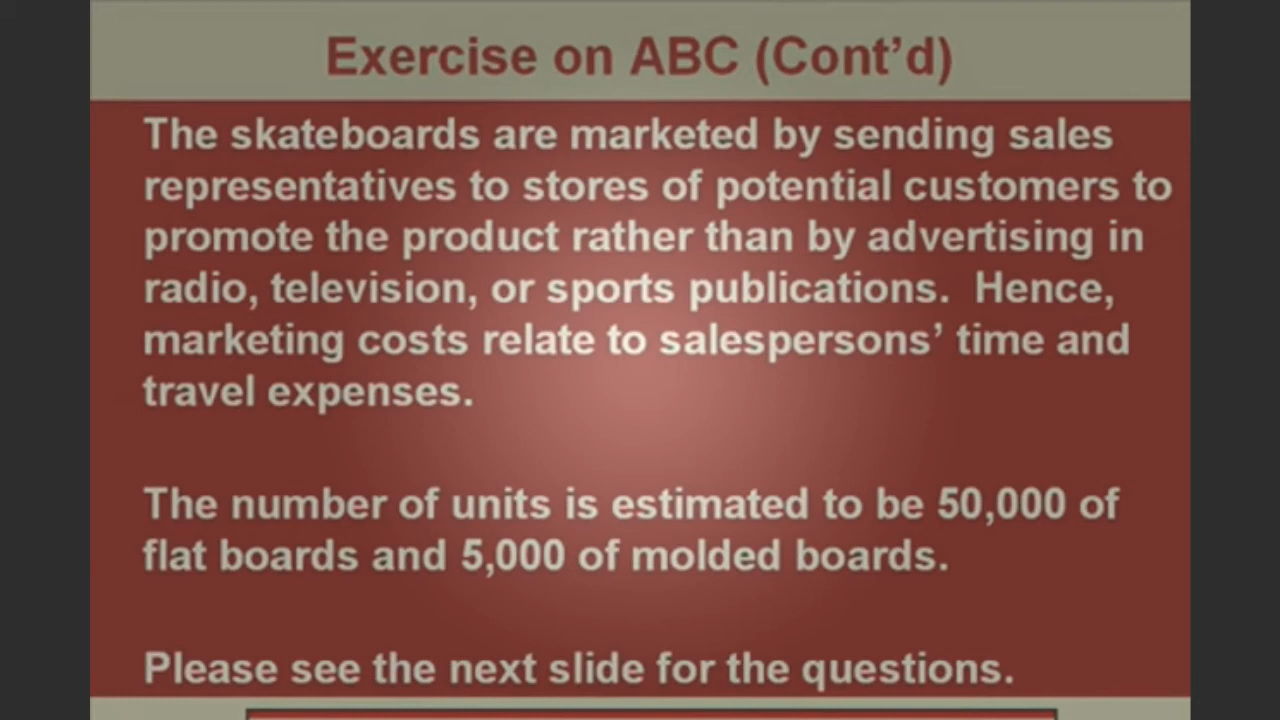 Exercise on ABC (Cont’d)
The skateboards are marketed by sending sales
representatives to stores of potential customers to
promote the product rather than by advertising in
radio, television, or sports publications.  Hence,
marketing costs relate to salespersons’ time and
travel expenses.
The number of units is estimated to be 50,000 of
flat boards and 5,000 of molded boards.
Please see the next slide for the questions.